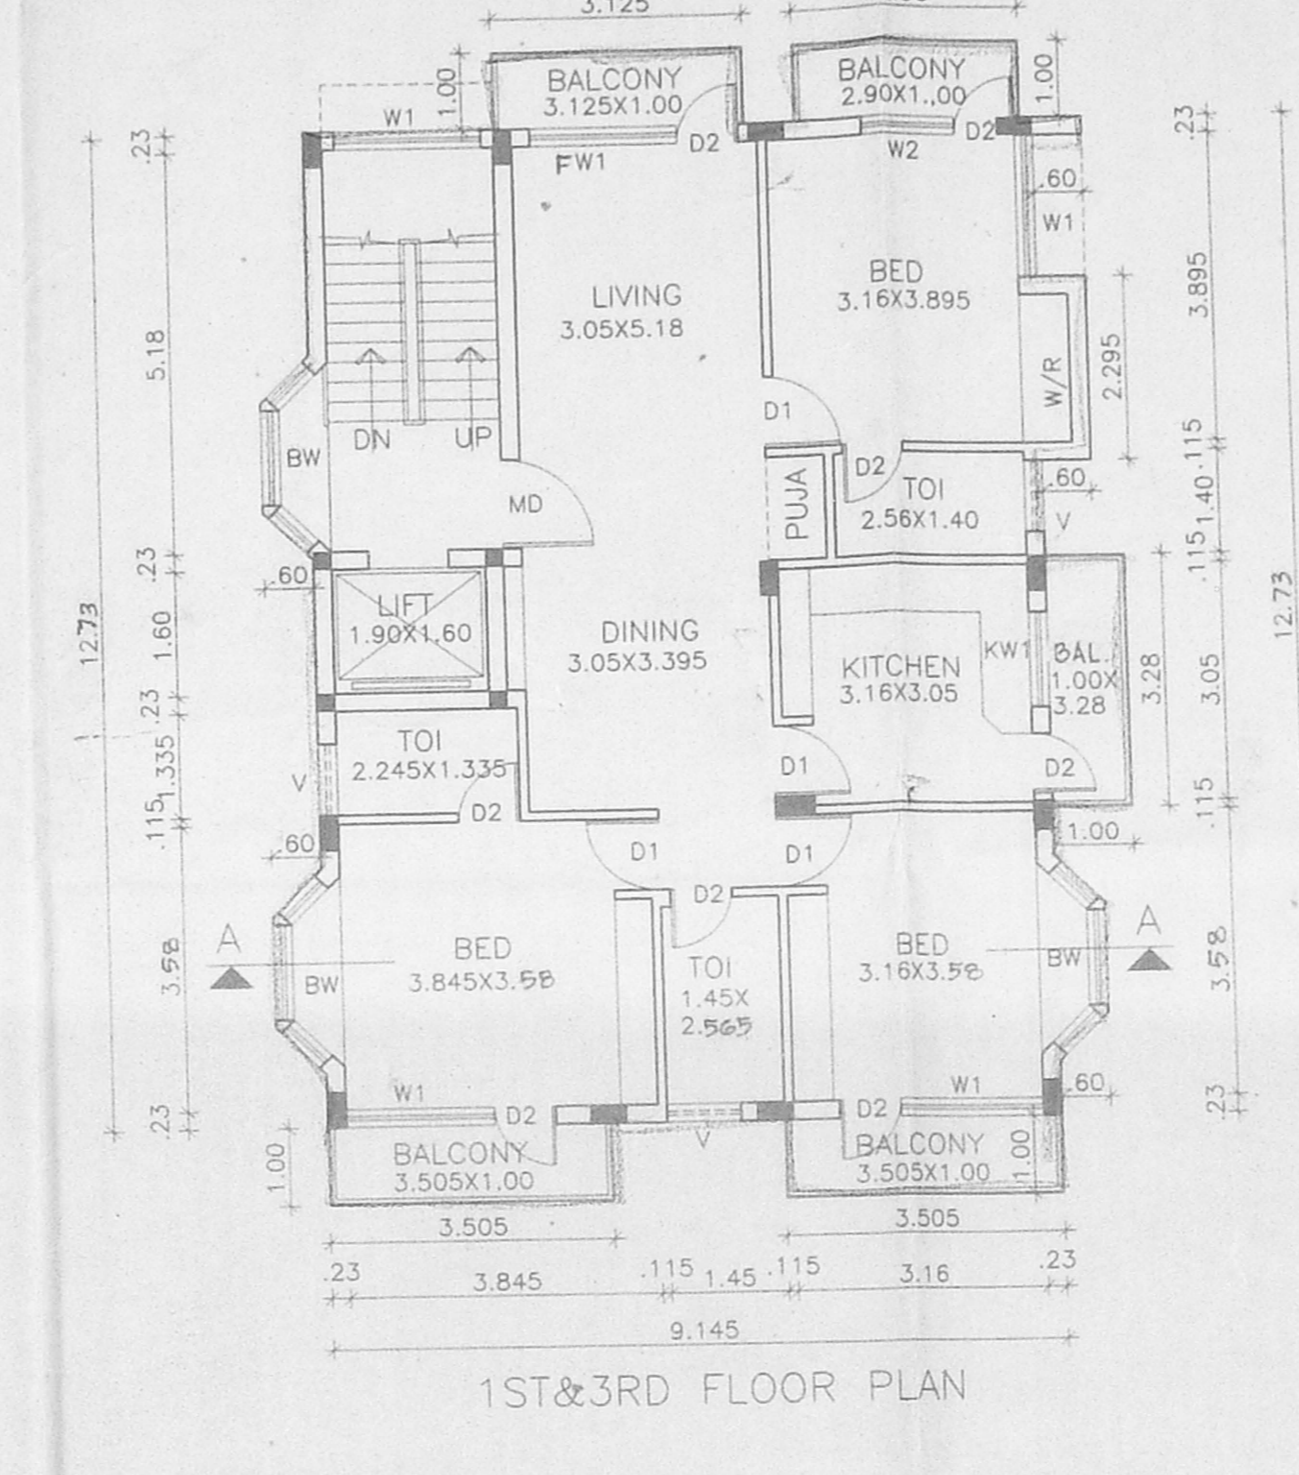 3.125
BALCONY
3.125X1.00
1.00
BALCONY
2.90X1.,00
1.00
W1
FW1
D2
W2
D2
.23
.23
.60
W1
BED
3.16X3.895
LIVING
3.05X5.18
3.895
2.295
W/R
5.18
DN
UP
BW
MD
D1
D2
PUJA
TOI
2.56X1.40
.60
V
.115
1.40
.115
.23
.60
LIFT
1.90X1.60
DINING
3.05X3.395
KITCHEN
3.16X3.05
KW1
BAL.
1.00X
3.28
3.28
3.05
12.73
12.73
1.60
.23
TOI
2.245X1.335
V
1.335
.115
D2
D1
D2
.115
1.00
.60
D1
D1
D2
A
BED
3.845X3.58
BW
TOI
1.45X
2.565
BED
3.16X3.58
BW
A
3.58
3.58
W1
D2
V
D2
W1
.60
.23
.23
1.00
BALCONY
3.505X1.00
BALCONY
3.505X1.00
1.00
3.505
3.505
.23
3.845
.115
1.45
.115
3.16
.23
9.145
1ST&3RD FLOOR PLAN